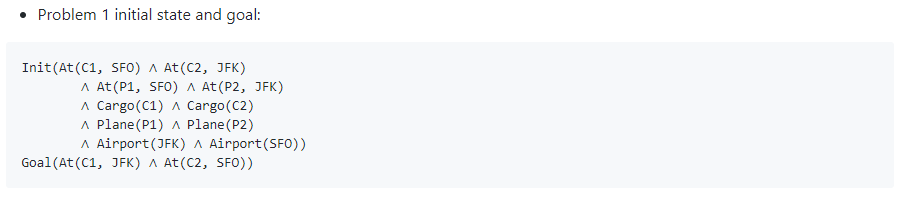 • Problem 1 initial state and goal:
Init(At(C1, SFO) ∧ At(C2, JFK)
∧ At(P1, SFO) ∧ At(P2, JFK)
∧ Cargo(C1) ∧ Cargo(C2)
∧ Plane(P1) ∧ Plane(P2)
∧ Airport(JFK) ∧ Airport(SFO))
Goal(At(C1, JFK) ∧ At(C2, SFO))